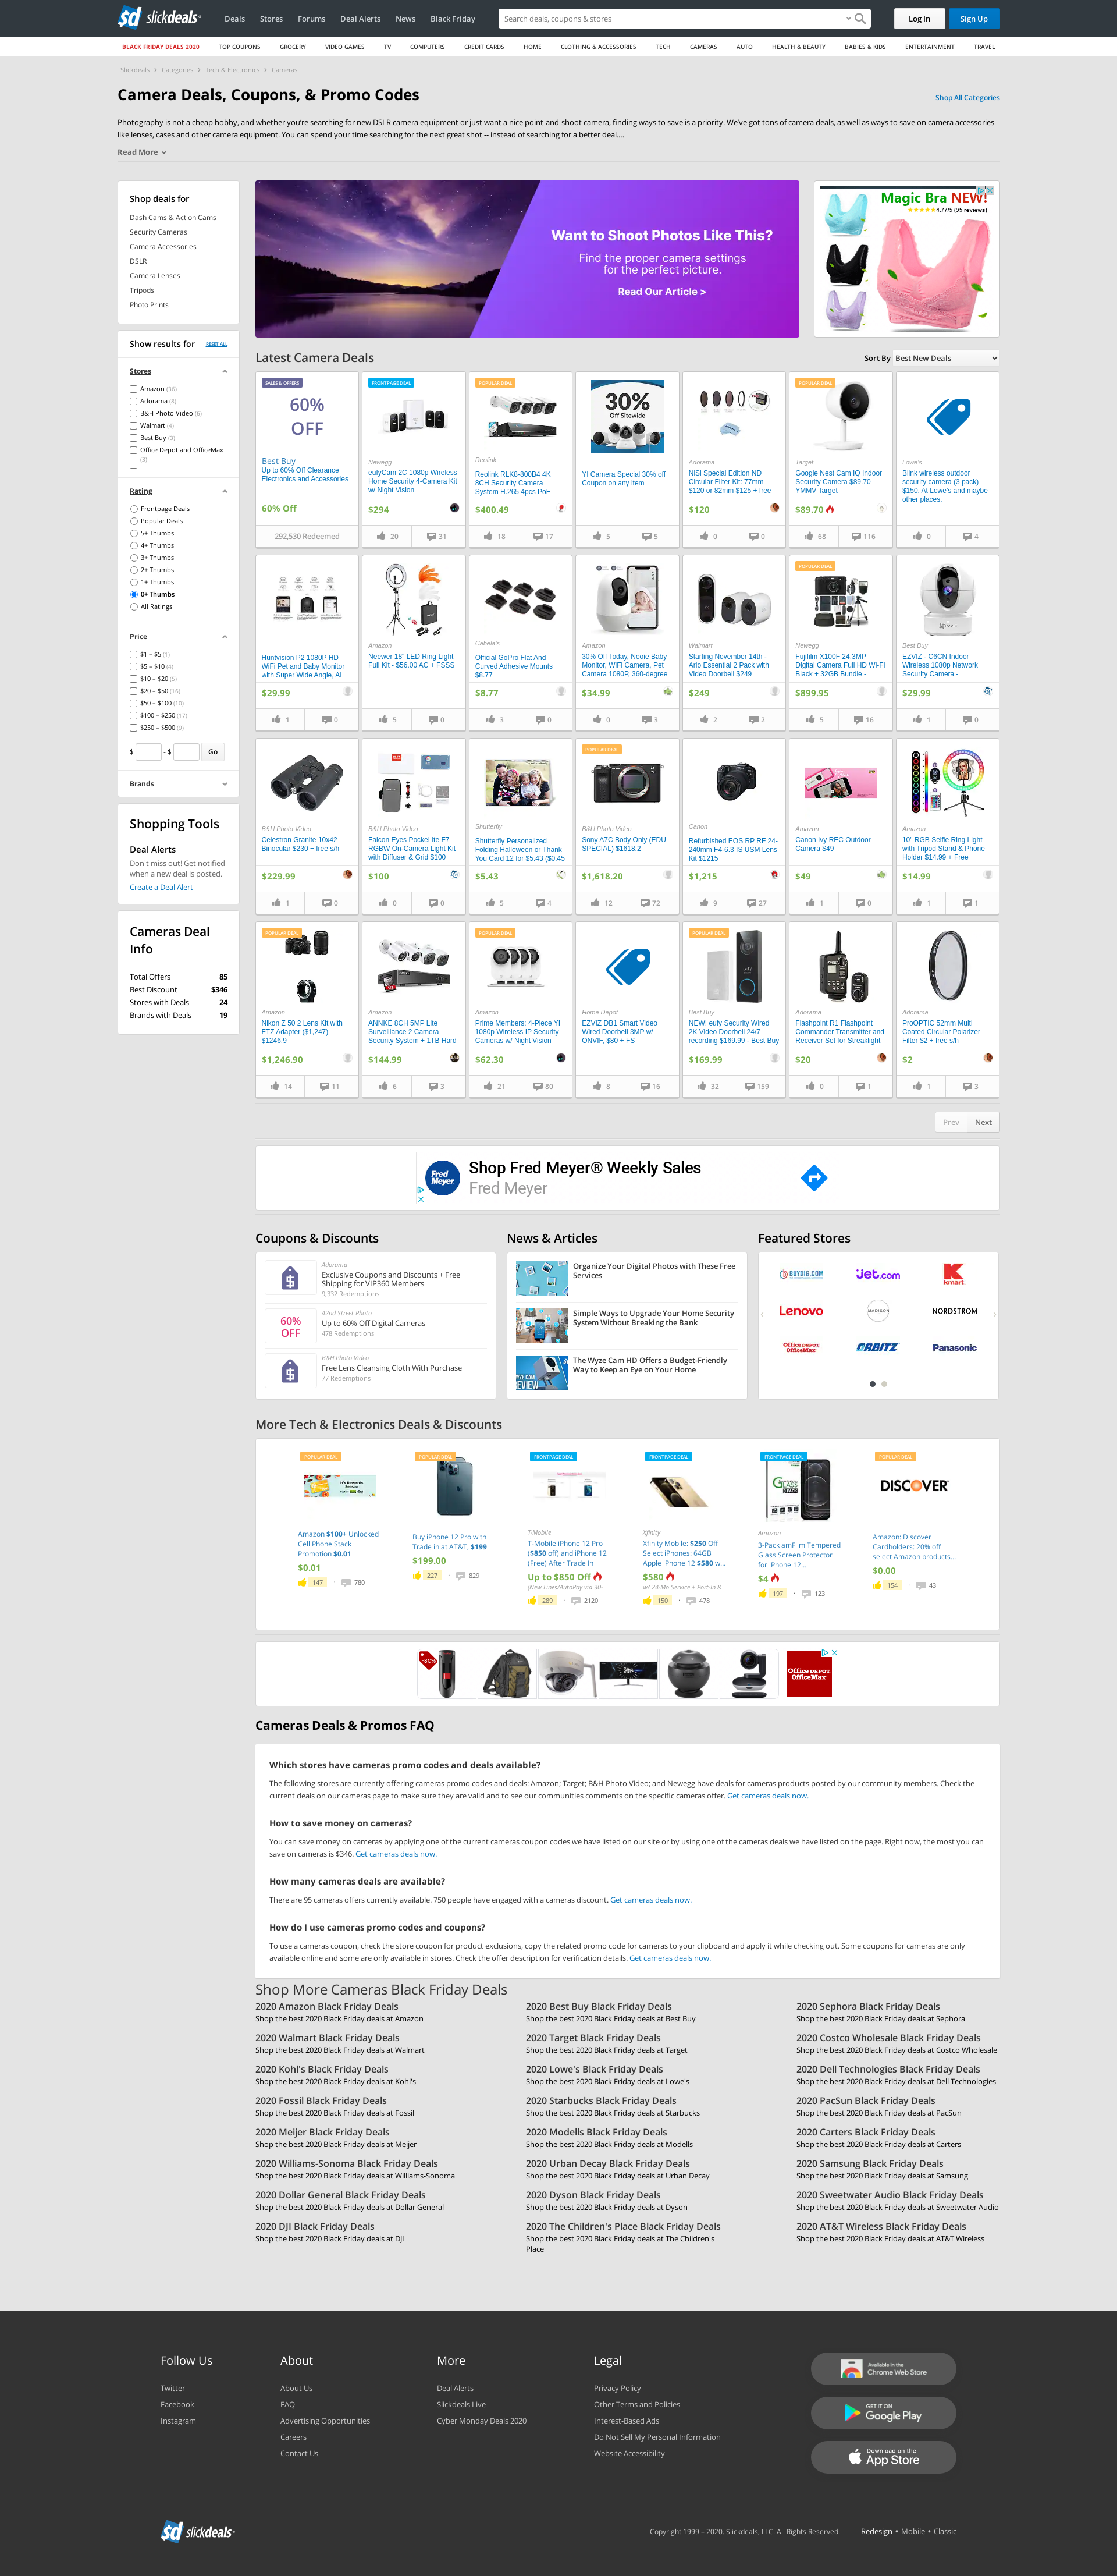 slickdeals
Deals Stores Forums Deal Alerts News Black Friday
Search deals, coupons & stores
Log In
Sign Up
BLACK FRIDAY DEALS 2020 TOP COUPONS GROCERY VIDEO GAMES TV COMPUTERS CREDIT CARDS HOME CLOTHING & ACCESSORIES TECH CAMERAS AUTO HEALTH & BEAUTY BABIES & KIDS ENTERTAINMENT TRAVEL
Slickdeals > Categories > Tech & Electronics > Cameras
Camera Deals, Coupons, & Promo Codes
Shop All Categories
Photography is not a cheap hobby, and whether you're searching for new DSLR camera equipment or just want a nice point-and-shoot camera, finding ways to save is a priority. We've got tons of camera deals, as well as ways to save on camera accessories
like lenses, cases and other camera equipment. You can spend your time searching for the next great shot -- instead of searching for a better deal....
Read More
Shop deals for
Dash Cams & Action Cams
Security Cameras
Camera Accessories
DSLR
Camera Lenses
Tripods
Photo Prints
Show results for
RESET ALL
Stores
Amazon (36)
Adorama (8)
B&H Photo Video (6)
Walmart (4)
Best Buy (3)
Office Depot and OfficeMax
(3)
Rating
Frontpage Deals
Popular Deals
5+ Thumbs
4+ Thumbs
3+ Thumbs
2+ Thumbs
1+ Thumbs
0+ Thumbs
All Ratings
Price
$1 – $5 (1)
$5 – $10 (4)
$10 – $20 (5)
$20 – $50 (16)
$50 – $100 (10)
$100 – $250 (17)
$250 – $500 (9)
$ - $ Go
Brands
Shopping Tools
Deal Alerts
Don't miss out! Get notified
when a new deal is posted.
Create a Deal Alert
Cameras Deal
Info
Total Offers 85
Best Discount $346
Stores with Deals 24
Brands with Deals 19
Want to Shoot Photos Like This?
Find the proper camera settings
for the perfect picture.
Read Our Article >
Magic Bra NEW!
4.77/5 (95 reviews)
Latest Camera Deals
Sort By Best New Deals
SALES & OFFERS
60%
OFF
Best Buy
Up to 60% Off Clearance
Electronics and Accessories
60% Off
292,530 Redeemed
FRONTPAGE DEAL
Newegg
eufyCam 2C 1080p Wireless
Home Security 4-Camera Kit
w/ Night Vision
$294
20 31
POPULAR DEAL
Reolink
Reolink RLK8-800B4 4K
8CH Security Camera
System H.265 4pcs PoE
$400.49
18 17
30%
Off Sitewide
YI Camera Special 30% off
Coupon on any item
5 5
Adorama
NiSi Special Edition ND
Circular Filter Kit: 77mm
$120 or 82mm $125 + free
$120
0 0
POPULAR DEAL
Target
Google Nest Cam IQ Indoor
Security Camera $89.70
YMMV Target
$89.70
68 116
Lowe's
Blink wireless outdoor
security camera (3 pack)
$150. At Lowe's and maybe
other places.
0 4
Huntvision P2 1080P HD
WiFi Pet and Baby Monitor
with Super Wide Angle, AI
$29.99
1 0
Amazon
Neewer 18" LED Ring Light
Full Kit - $56.00 AC + FSSS
5 0
Cabela's
Official GoPro Flat And
Curved Adhesive Mounts
$8.77
$8.77
3 0
Amazon
30% Off Today, Nooie Baby
Monitor, WiFi Camera, Pet
Camera 1080P, 360-degree
$34.99
0 3
Walmart
Starting November 14th -
Arlo Essential 2 Pack with
Video Doorbell $249
$249
2 2
POPULAR DEAL
Newegg
Fujifilm X100F 24.3MP
Digital Camera Full HD Wi-Fi
Black + 32GB Bundle -
$899.95
5 16
Best Buy
EZVIZ - C6CN Indoor
Wireless 1080p Network
Security Camera -
$29.99
1 0
B&H Photo Video
Celestron Granite 10x42
Binocular $230 + free s/h
$229.99
1 0
B&H Photo Video
Falcon Eyes PockeLite F7
RGBW On-Camera Light Kit
with Diffuser & Grid $100
$100
0 0
Shutterfly
Shutterfly Personalized
Folding Halloween or Thank
You Card 12 for $5.43 ($0.45
$5.43
5 4
POPULAR DEAL
B&H Photo Video
Sony A7C Body Only (EDU
SPECIAL) $1618.2
$1,618.20
12 72
Canon
Refurbished EOS RP RF 24-
240mm F4-6.3 IS USM Lens
Kit $1215
$1,215
9 27
Amazon
Canon Ivy REC Outdoor
Camera $49
$49
1 0
Amazon
10" RGB Selfie Ring Light
with Tripod Stand & Phone
Holder $14.99 + Free
$14.99
1 1
POPULAR DEAL
Amazon
Nikon Z 50 2 Lens Kit with
FTZ Adapter ($1,247)
$1246.9
$1,246.90
14 11
Amazon
ANNKE 8CH 5MP Lite
Surveillance 2 Camera
Security System + 1TB Hard
$144.99
6 3
POPULAR DEAL
Amazon
Prime Members: 4-Piece YI
1080p Wireless IP Security
Cameras w/ Night Vision
$62.30
21 80
Home Depot
EZVIZ DB1 Smart Video
Wired Doorbell 3MP w/
ONVIF, $80 + FS
8 16
POPULAR DEAL
Best Buy
NEW! eufy Security Wired
2K Video Doorbell 24/7
recording $169.99 - Best Buy
$169.99
32 159
Adorama
Flashpoint R1 Flashpoint
Commander Transmitter and
Receiver Set for Streaklight
$20
0 1
Adorama
ProOPTIC 52mm Multi
Coated Circular Polarizer
Filter $2 + free s/h
$2
1 3
Prev Next
Fred Meyer
Shop Fred Meyer® Weekly Sales
Fred Meyer
Coupons & Discounts
Adorama
Exclusive Coupons and Discounts + Free
Shipping for VIP360 Members
9,332 Redemptions
60%
OFF
42nd Street Photo
Up to 60% Off Digital Cameras
478 Redemptions
B&H Photo Video
Free Lens Cleansing Cloth With Purchase
77 Redemptions
News & Articles
Organize Your Digital Photos with These Free
Services
Simple Ways to Upgrade Your Home Security
System Without Breaking the Bank
The Wyze Cam HD Offers a Budget-Friendly
Way to Keep an Eye on Your Home
Featured Stores
BUYDIG.COM jet.com kmart
Lenovo MADISON NORDSTROM
Office DEPOT OfficeMax ORBITZ Panasonic
More Tech & Electronics Deals & Discounts
POPULAR DEAL
Amazon $100+ Unlocked
Cell Phone Stack
Promotion $0.01
$0.01
147 780
POPULAR DEAL
Buy iPhone 12 Pro with
Trade in at AT&T, $199
$199.00
227 829
FRONTPAGE DEAL
T-Mobile
T-Mobile iPhone 12 Pro
($850 off) and iPhone 12
(Free) After Trade In
Up to $850 Off
(New Lines/AutoPay via 30-
289 2120
FRONTPAGE DEAL
Xfinity
Xfinity Mobile: $250 Off
Select iPhones: 64GB
Apple iPhone 12 $580 w...
$580
w/ 24-Mo Service + Port-In &
150 478
FRONTPAGE DEAL
Amazon
3-Pack amFilm Tempered
Glass Screen Protector
for iPhone 12...
$4
197 123
POPULAR DEAL
DISCOVER
Amazon: Discover
Cardholders: 20% off
select Amazon products...
$0.00
154 43
-80%
Office DEPOT
OfficeMax
Cameras Deals & Promos FAQ
Which stores have cameras promo codes and deals available?
The following stores are currently offering cameras promo codes and deals: Amazon; Target; B&H Photo Video; and Newegg have deals for cameras products posted by our community members. Check the
current deals on our cameras page to make sure they are valid and to see our communities comments on the specific cameras offer. Get cameras deals now.
How to save money on cameras?
You can save money on cameras by applying one of the current cameras coupon codes we have listed on our site or by using one of the cameras deals we have listed on the page. Right now, the most you can
save on cameras is $346. Get cameras deals now.
How many cameras deals are available?
There are 95 cameras offers currently available. 750 people have engaged with a cameras discount. Get cameras deals now.
How do I use cameras promo codes and coupons?
To use a cameras coupon, check the store coupon for product exclusions, copy the related promo code for cameras to your clipboard and apply it while checking out. Some coupons for cameras are only
available online and some are only available in stores. Check the offer description for verification details. Get cameras deals now.
Shop More Cameras Black Friday Deals
2020 Amazon Black Friday Deals
Shop the best 2020 Black Friday deals at Amazon
2020 Best Buy Black Friday Deals
Shop the best 2020 Black Friday deals at Best Buy
2020 Sephora Black Friday Deals
Shop the best 2020 Black Friday deals at Sephora
2020 Walmart Black Friday Deals
Shop the best 2020 Black Friday deals at Walmart
2020 Target Black Friday Deals
Shop the best 2020 Black Friday deals at Target
2020 Costco Wholesale Black Friday Deals
Shop the best 2020 Black Friday deals at Costco Wholesale
2020 Kohl's Black Friday Deals
Shop the best 2020 Black Friday deals at Kohl's
2020 Lowe's Black Friday Deals
Shop the best 2020 Black Friday deals at Lowe's
2020 Dell Technologies Black Friday Deals
Shop the best 2020 Black Friday deals at Dell Technologies
2020 Fossil Black Friday Deals
Shop the best 2020 Black Friday deals at Fossil
2020 Starbucks Black Friday Deals
Shop the best 2020 Black Friday deals at Starbucks
2020 PacSun Black Friday Deals
Shop the best 2020 Black Friday deals at PacSun
2020 Meijer Black Friday Deals
Shop the best 2020 Black Friday deals at Meijer
2020 Modells Black Friday Deals
Shop the best 2020 Black Friday deals at Modells
2020 Carters Black Friday Deals
Shop the best 2020 Black Friday deals at Carters
2020 Williams-Sonoma Black Friday Deals
Shop the best 2020 Black Friday deals at Williams-Sonoma
2020 Urban Decay Black Friday Deals
Shop the best 2020 Black Friday deals at Urban Decay
2020 Samsung Black Friday Deals
Shop the best 2020 Black Friday deals at Samsung
2020 Dollar General Black Friday Deals
Shop the best 2020 Black Friday deals at Dollar General
2020 Dyson Black Friday Deals
Shop the best 2020 Black Friday deals at Dyson
2020 Sweetwater Audio Black Friday Deals
Shop the best 2020 Black Friday deals at Sweetwater Audio
2020 DJI Black Friday Deals
Shop the best 2020 Black Friday deals at DJI
2020 The Children's Place Black Friday Deals
Shop the best 2020 Black Friday deals at The Children's
Place
2020 AT&T Wireless Black Friday Deals
Shop the best 2020 Black Friday deals at AT&T Wireless
Follow Us
Twitter
Facebook
Instagram
About
About Us
FAQ
Advertising Opportunities
Careers
Contact Us
More
Deal Alerts
Slickdeals Live
Cyber Monday Deals 2020
Legal
Privacy Policy
Other Terms and Policies
Interest-Based Ads
Do Not Sell My Personal Information
Website Accessibility
Available in the
Chrome Web Store
GET IT ON
Google Play
Download on the
App Store
slickdeals
Copyright 1999 – 2020. Slickdeals, LLC. All Rights Reserved.
Redesign • Mobile • Classic